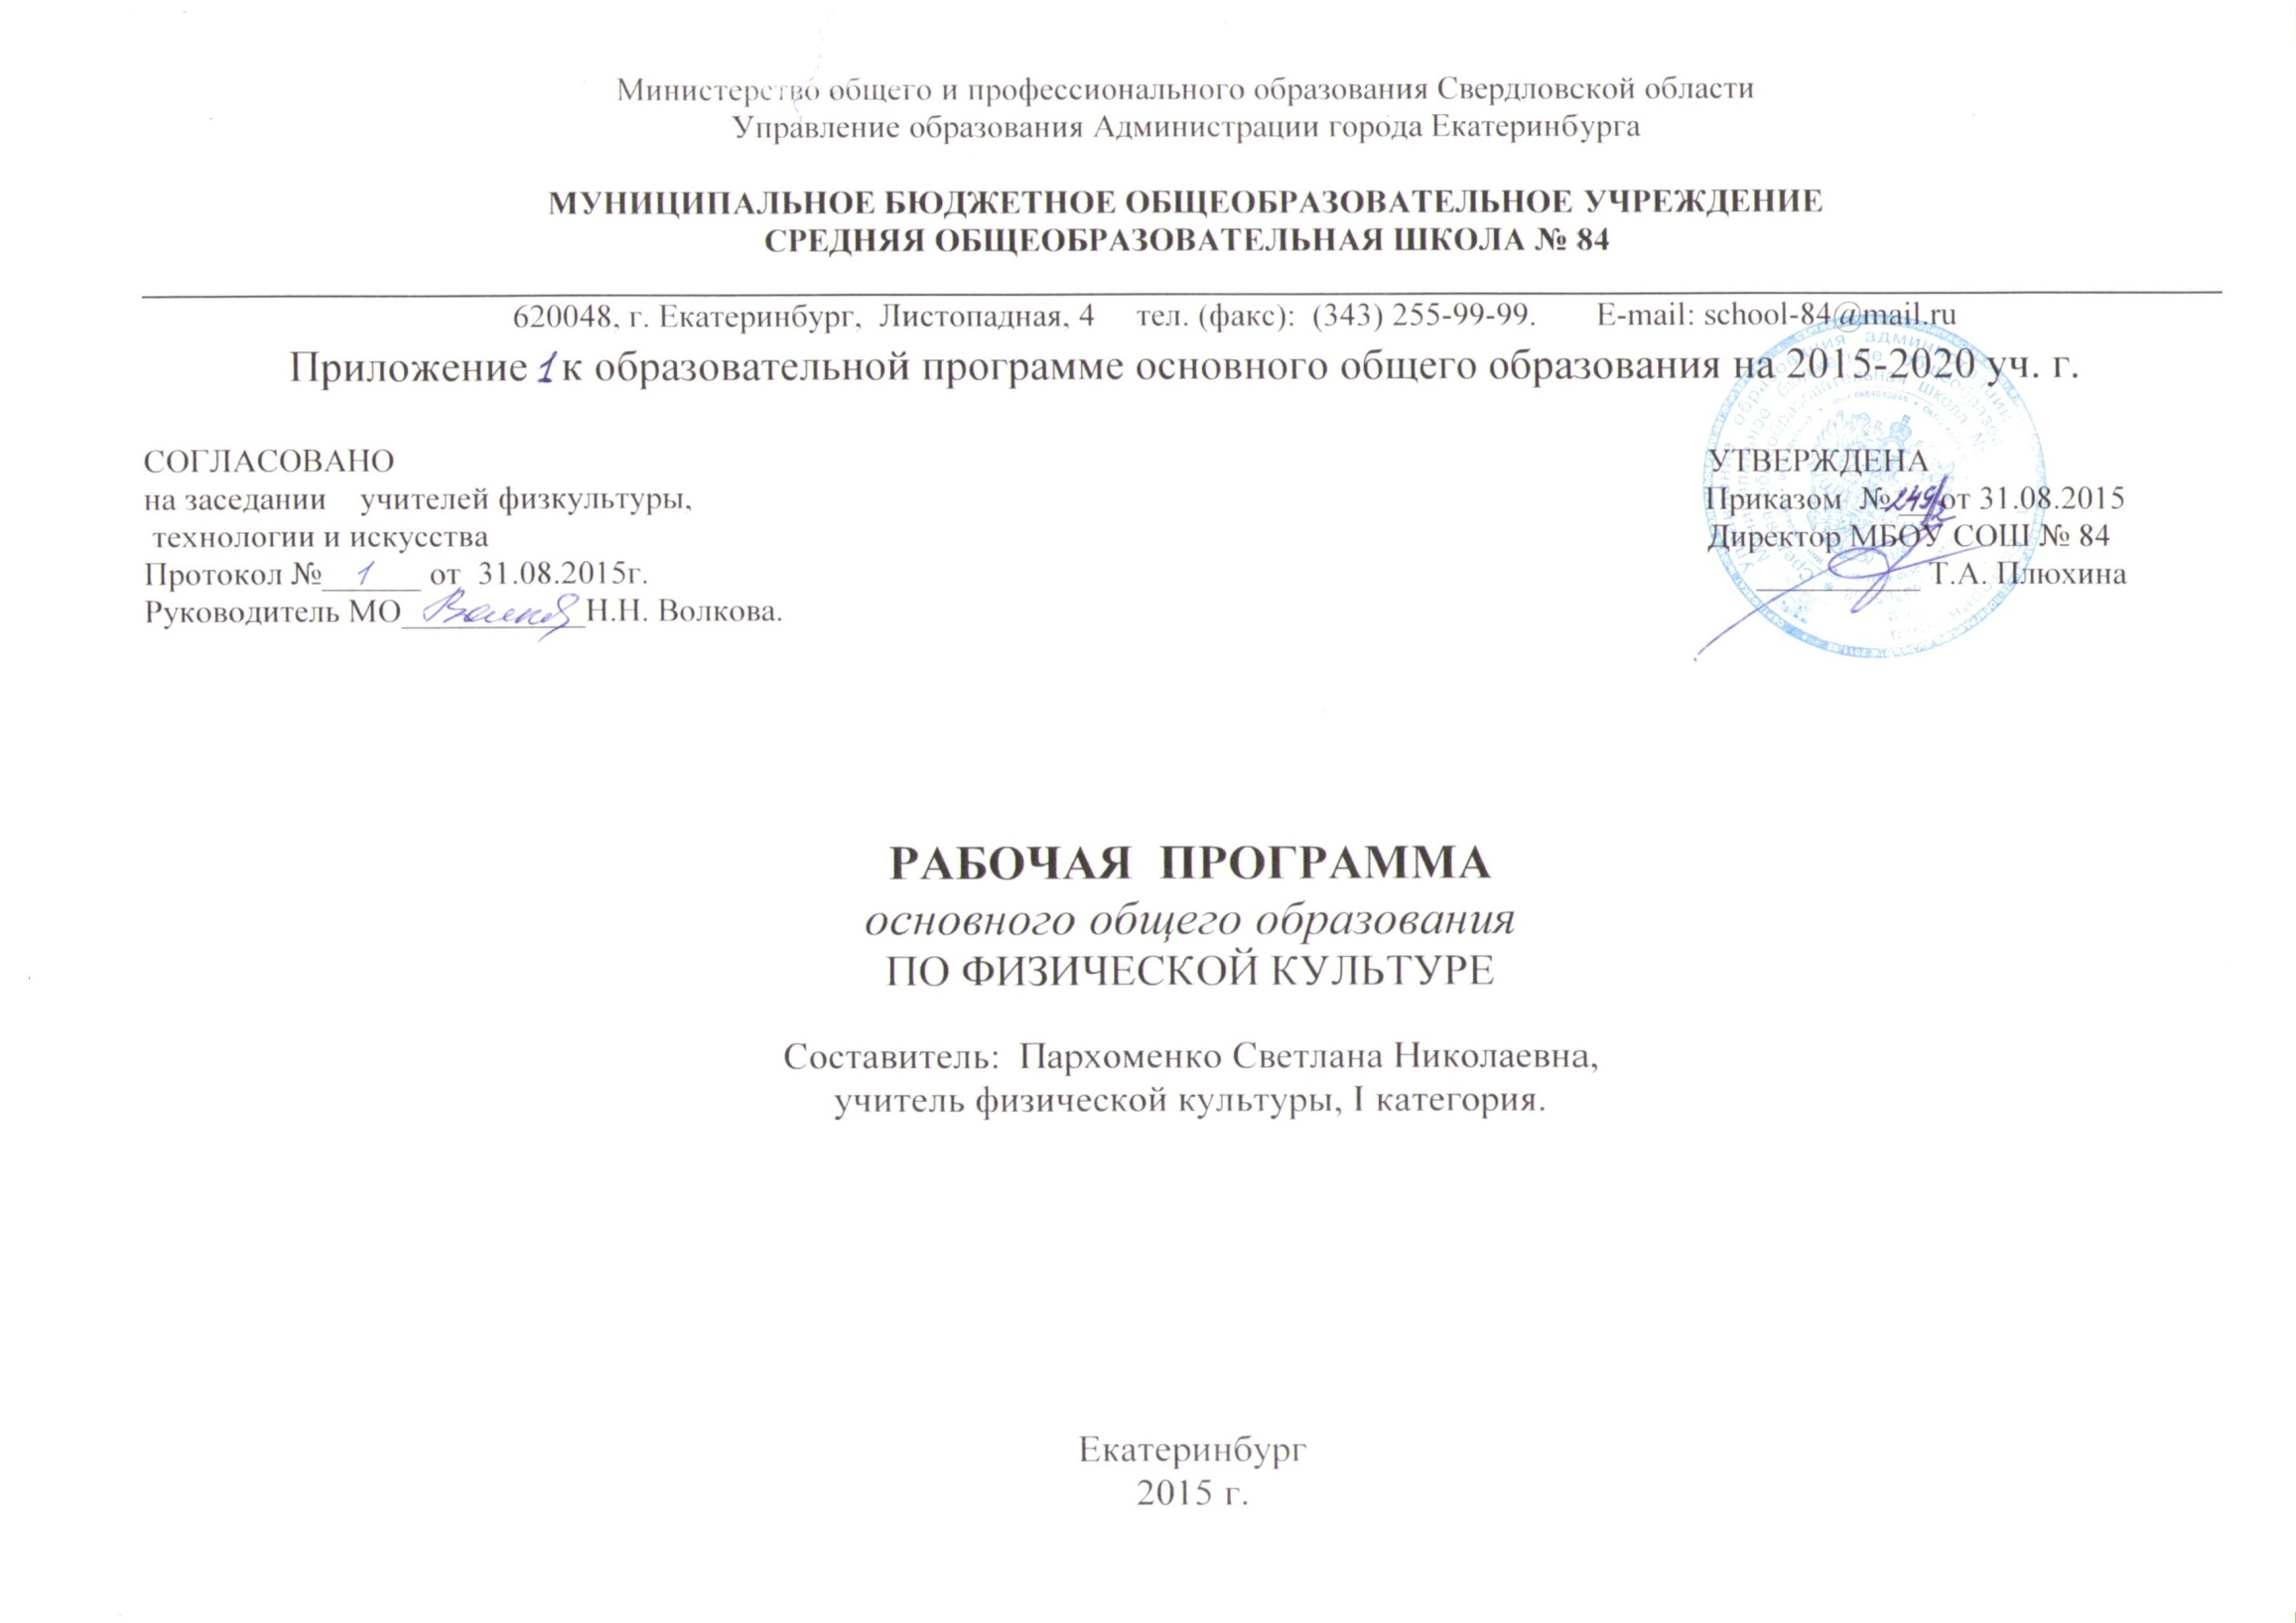 Министерство общего и профессионального образования Свердловской области
Управление образования Администрации города Екатеринбурга
МУНИЦИПАЛЬНОЕ БЮДЖЕТНОЕ ОБЩЕОБРАЗОВАТЕЛЬНОЕ УЧРЕЖДЕНИЕ
СРЕДНЯЯ ОБЩЕОБРАЗОВАТЕЛЬНАЯ ШКОЛА № 84
620048, г. Екатеринбург, Листопадная, 4 тел. (факс): (343) 255-99-99. E-mail: school-84@mail.ru
Приложение 1 к образовательной программе основного общего образования на 2015-2020 уч. г.
СОГЛАСОВАНО
на заседании учителей физкультуры,
технологии и искусства
Протокол № 1 от 31.08.2015г.
Руководитель МО Н.Н. Волкова.
УТВЕРЖДЕНА
Приказом № от 31.08.2015
Директор МБОУ СОШ № 84
Т.А. Плюхина
РАБОЧАЯ ПРОГРАММА
основного общего образования
ПО ФИЗИЧЕСКОЙ КУЛЬТУРЕ
Составитель: Пархоменко Светлана Николаевна,
учитель физической культуры, I категория.
Екатеринбург
2015 г.